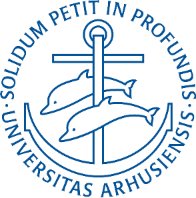 SOLIDUM PETIT IN PROFUNDIS
· UNIVERSITAS ARHUSIENSIS ·